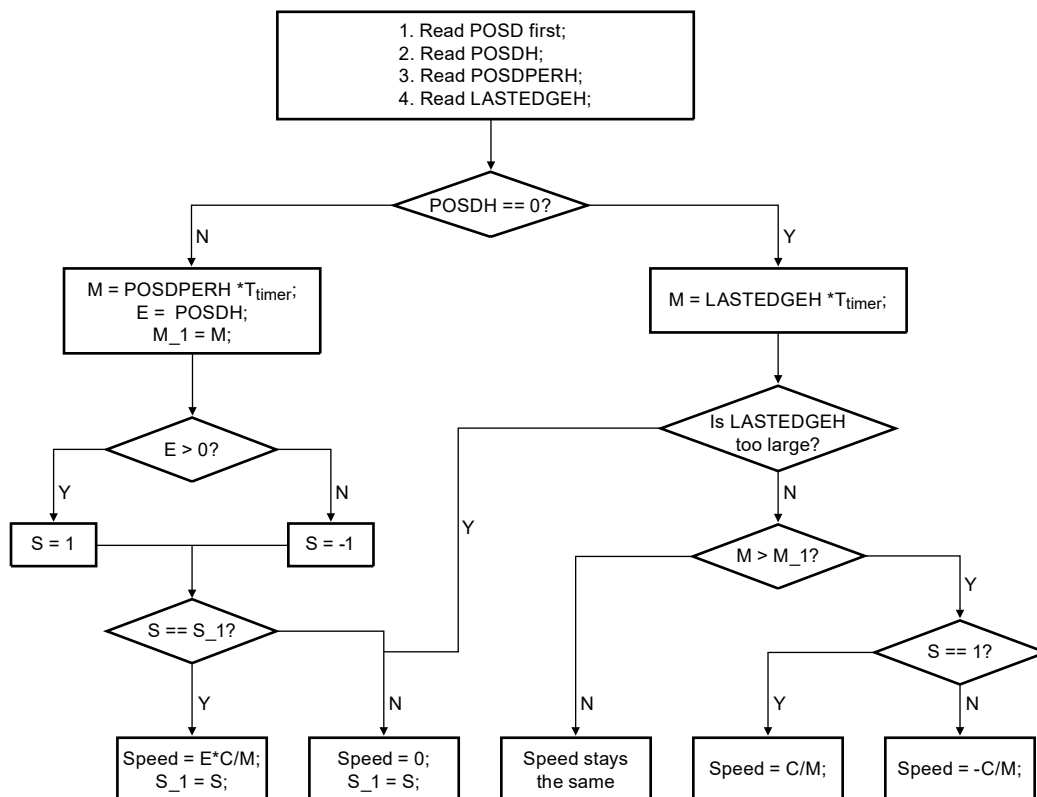 1. Read POSD first;
2. Read POSDH;
3. Read POSDPERH;
4. Read LASTEDGEH;
POSDH == 0?
N
Y
M = POSDPERH *Ttimer;
E =  POSDH;
M_1 = M;
M = LASTEDGEH *Ttimer;
E > 0?
Is LASTEDGEH
too large?
Y
N
N
Y
S = 1
S = -1
M > M_1?
Y
S == S_1?
S == 1?
Y
N
N
Y
N
Speed = E*C/M;
S_1 = S;
Speed = 0;
S_1 = S;
Speed stays
the same
Speed = C/M;
Speed = -C/M;